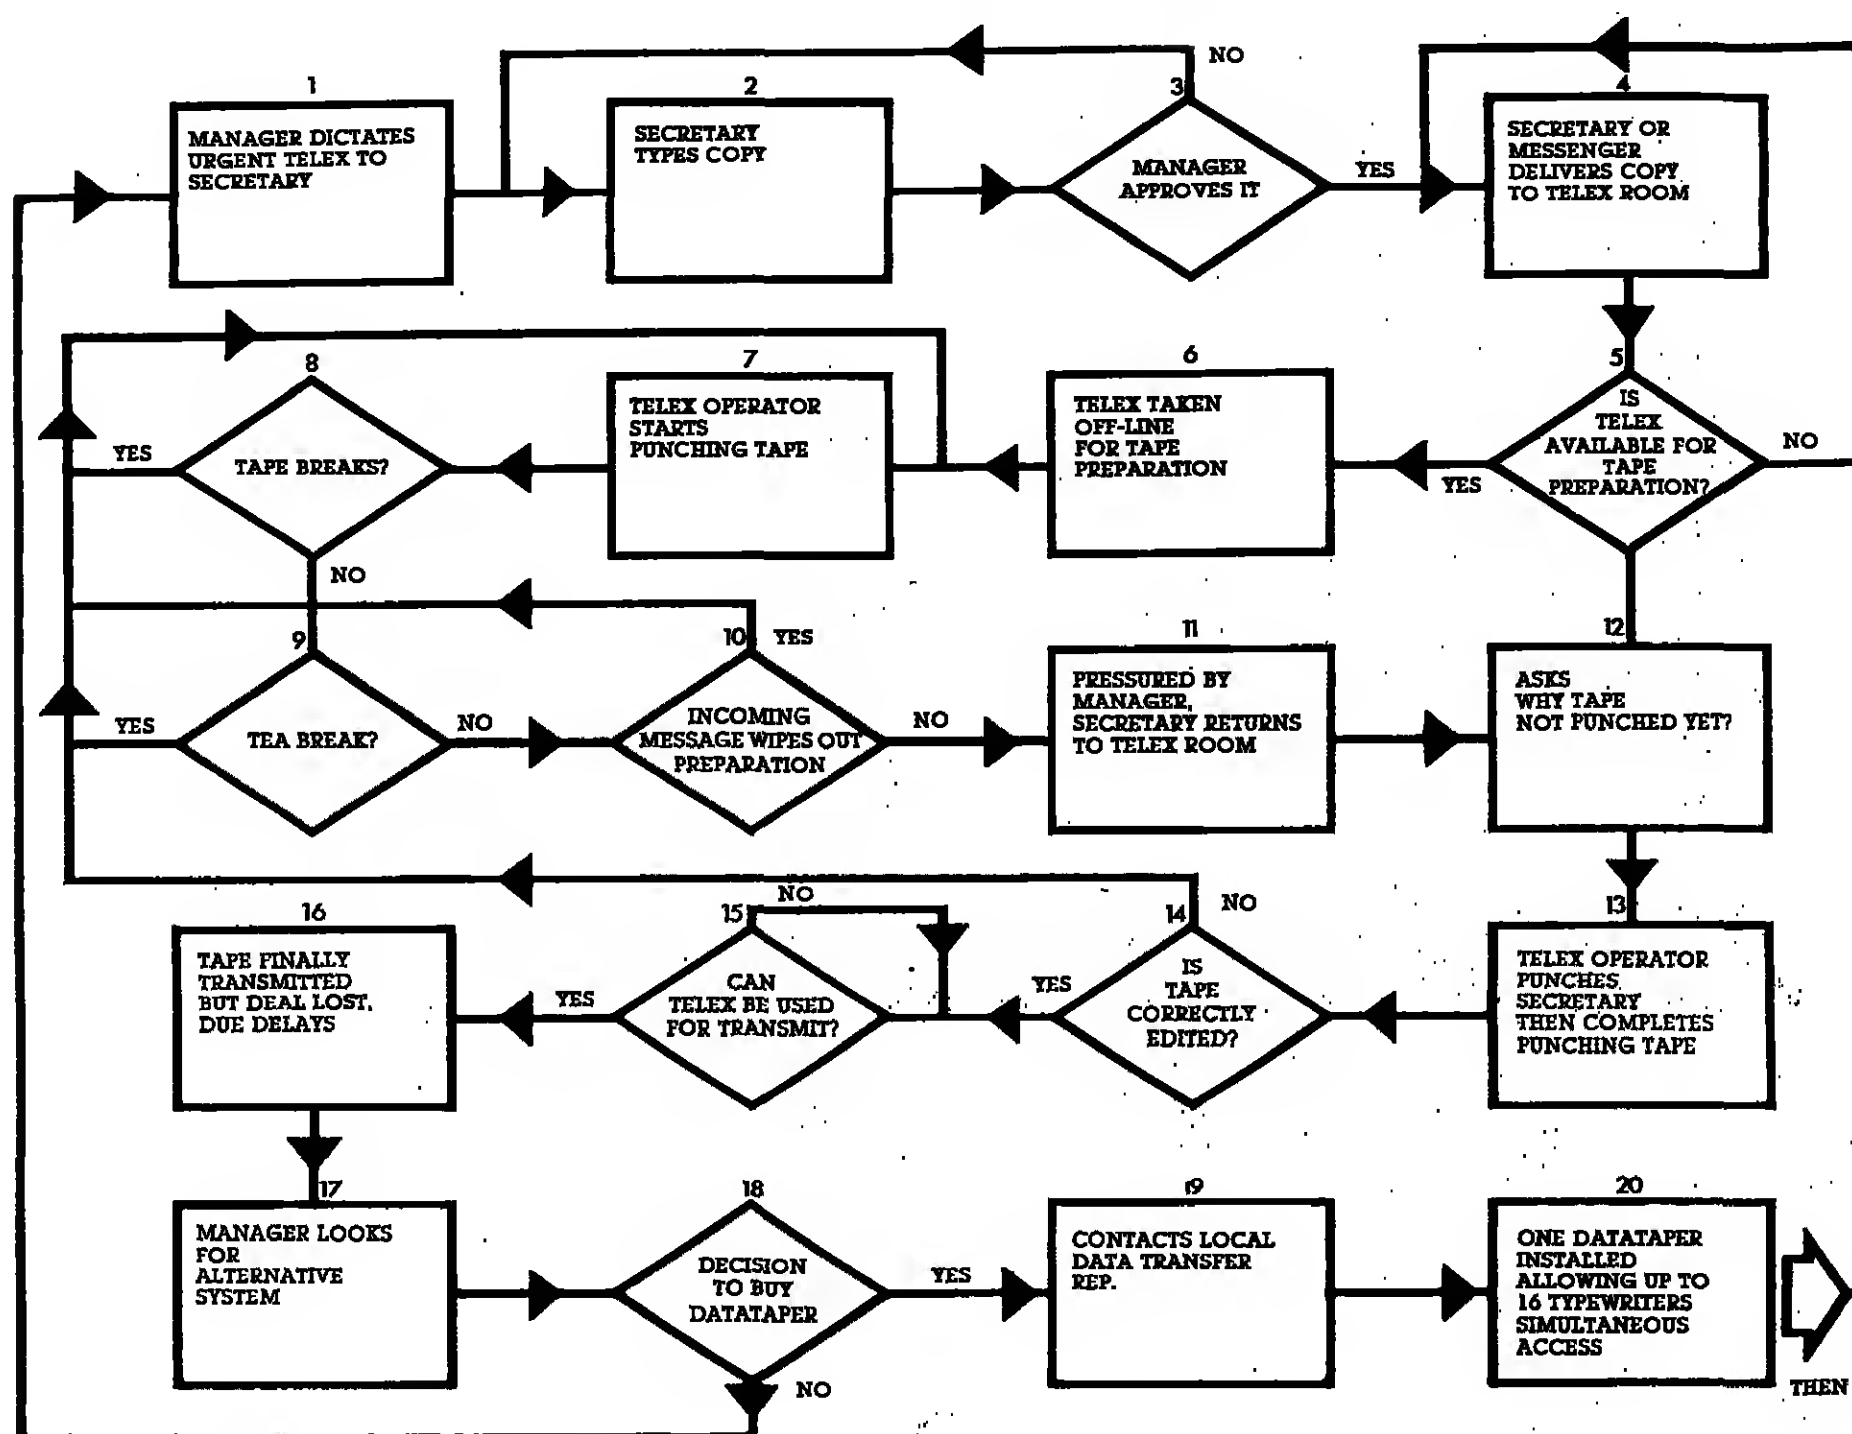 1
MANAGER DICTATES
URGENT TELEX TO
SECRETARY
2
SECRETARY
TYPES COPY
3
MANAGER
APPROVES IT
NO
YES
4
SECRETARY OR
MESSENGER
DELIVERS COPY
TO TELEX ROOM
5
IS
TELEX
AVAILABLE FOR
TAPE
PREPARATION?
NO
YES
6
TELEX TAKEN
OFF-LINE
FOR TAPE
PREPARATION
7
TELEX OPERATOR
STARTS
PUNCHING TAPE
8
TAPE BREAKS?
YES
NO
9
TEA BREAK?
YES
NO
10
YES
INCOMING
MESSAGE WIPES OUT
PREPARATION
NO
11
PRESSURED BY
MANAGER,
SECRETARY RETURNS
TO TELEX ROOM
12
ASKS
WHY TAPE
NOT PUNCHED YET?
13
TELEX OPERATOR
PUNCHES,
SECRETARY
THEN COMPLETES
PUNCHING TAPE
14
NO
IS
TAPE
CORRECTLY
EDITED?
YES
15
NO
CAN
TELEX BE USED
FOR TRANSMIT?
YES
16
TAPE FINALLY
TRANSMITTED
BUT DEAL LOST,
DUE DELAYS
17
MANAGER LOOKS
FOR
ALTERNATIVE
SYSTEM
18
DECISION
TO BUY
DATATAPER
YES
NO
19
CONTACTS LOCAL
DATA TRANSFER
REP.
20
ONE DATATAPER
INSTALLED
ALLOWING UP TO
16 TYPEWRITERS
SIMULTANEOUS
ACCESS
THEN